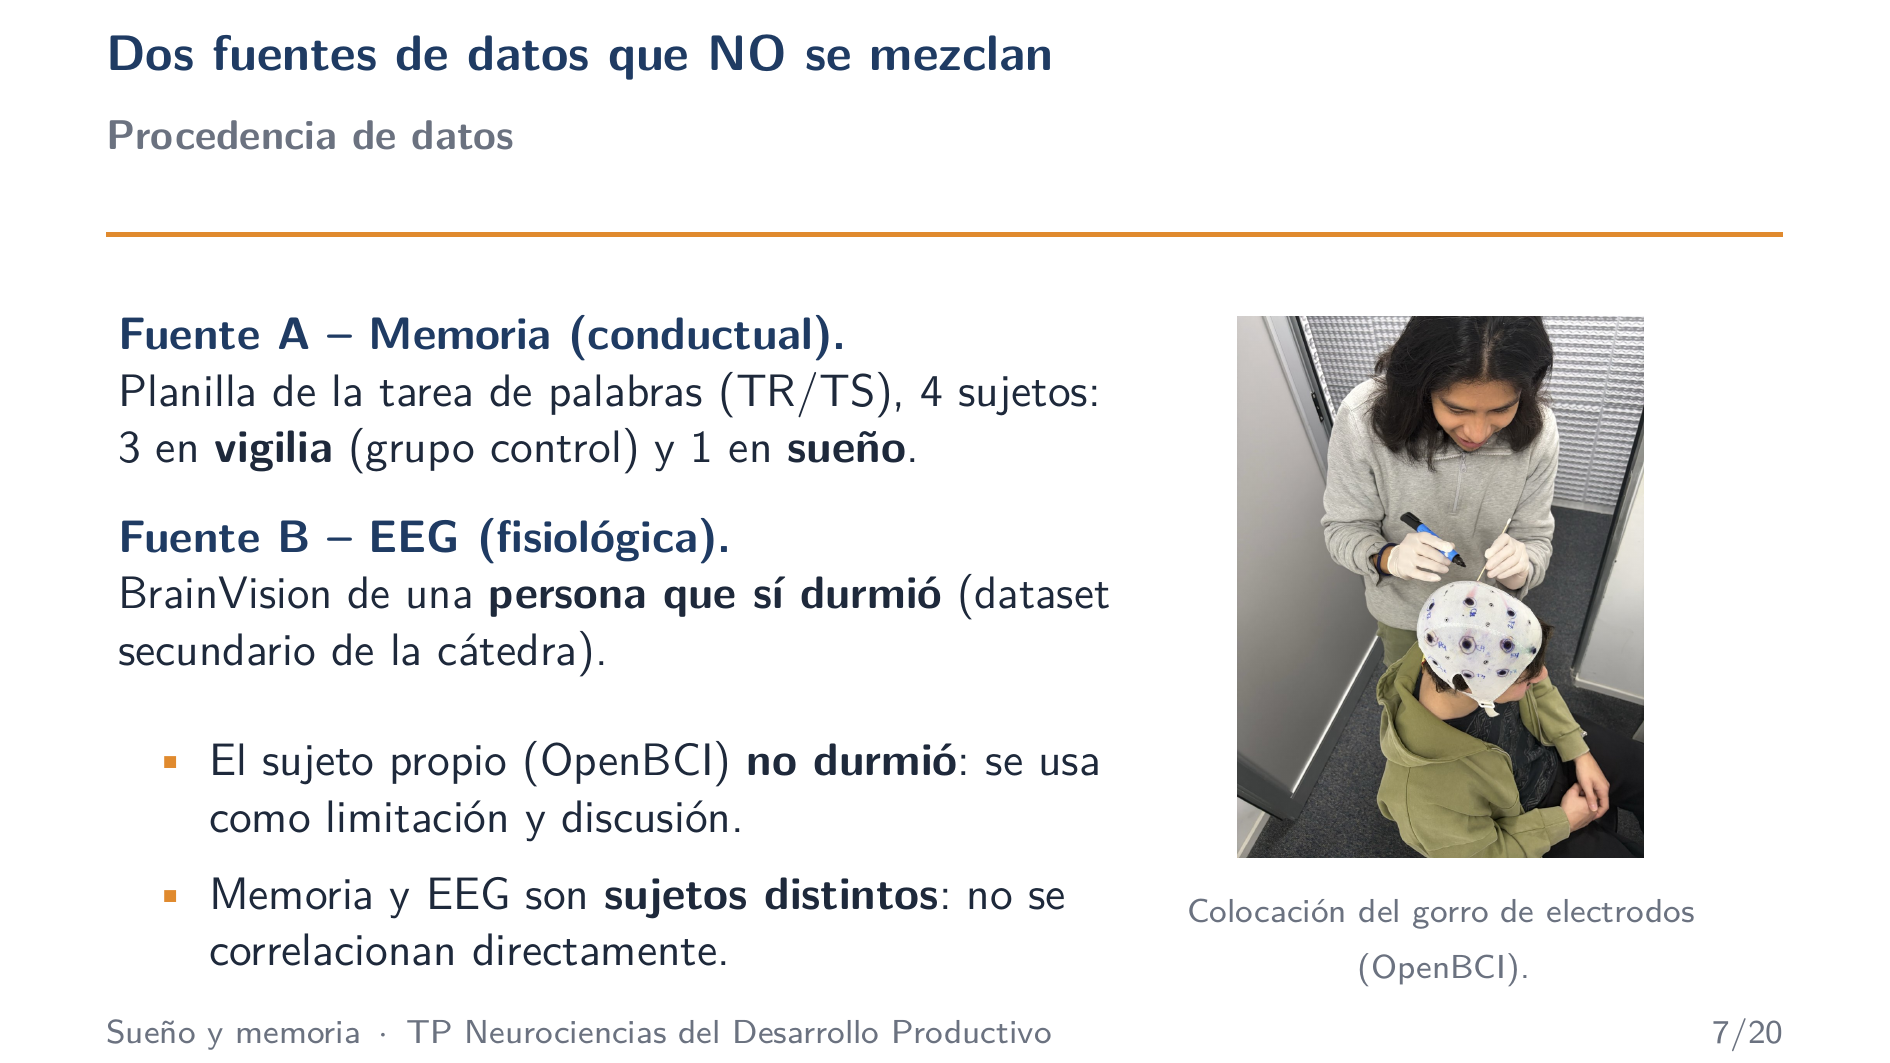 Dos fuentes de datos que NO se mezclan
Procedencia de datos
Fuente A – Memoria (conductual).
Planilla de la tarea de palabras (TR/TS), 4 sujetos:
3 en vigilia (grupo control) y 1 en sueño.
Fuente B – EEG (fisiológica).
BrainVision de una persona que sí durmió (dataset
secundario de la cátedra).
El sujeto propio (OpenBCI) no durmió: se usa
como limitación y discusión.
Memoria y EEG son sujetos distintos: no se
correlacionan directamente.
Colocación del gorro de electrodos
(OpenBCI).
Sueño y memoria · TP Neurociencias del Desarrollo Productivo
7/20